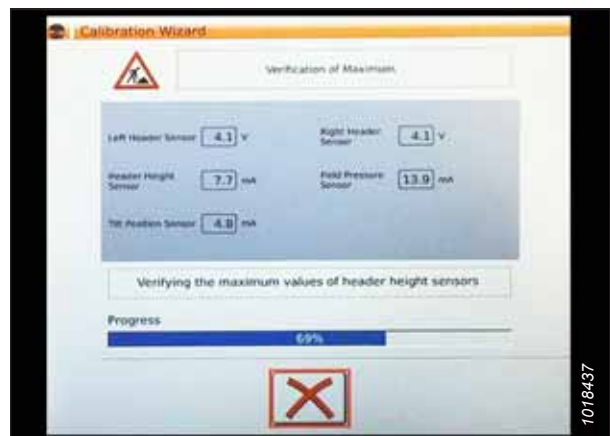 Calibration Wizard
Verification of Maximum
Left Header Sensor 4.1 V
Right Header Sensor 4.1 V
Header Height Sensor 7.7 mA
Field Pressure Sensor 13.9 mA
Tilt Position Sensor 4.8 mA
Verifying the maximum values of header height sensors
Progress
69%
1018437